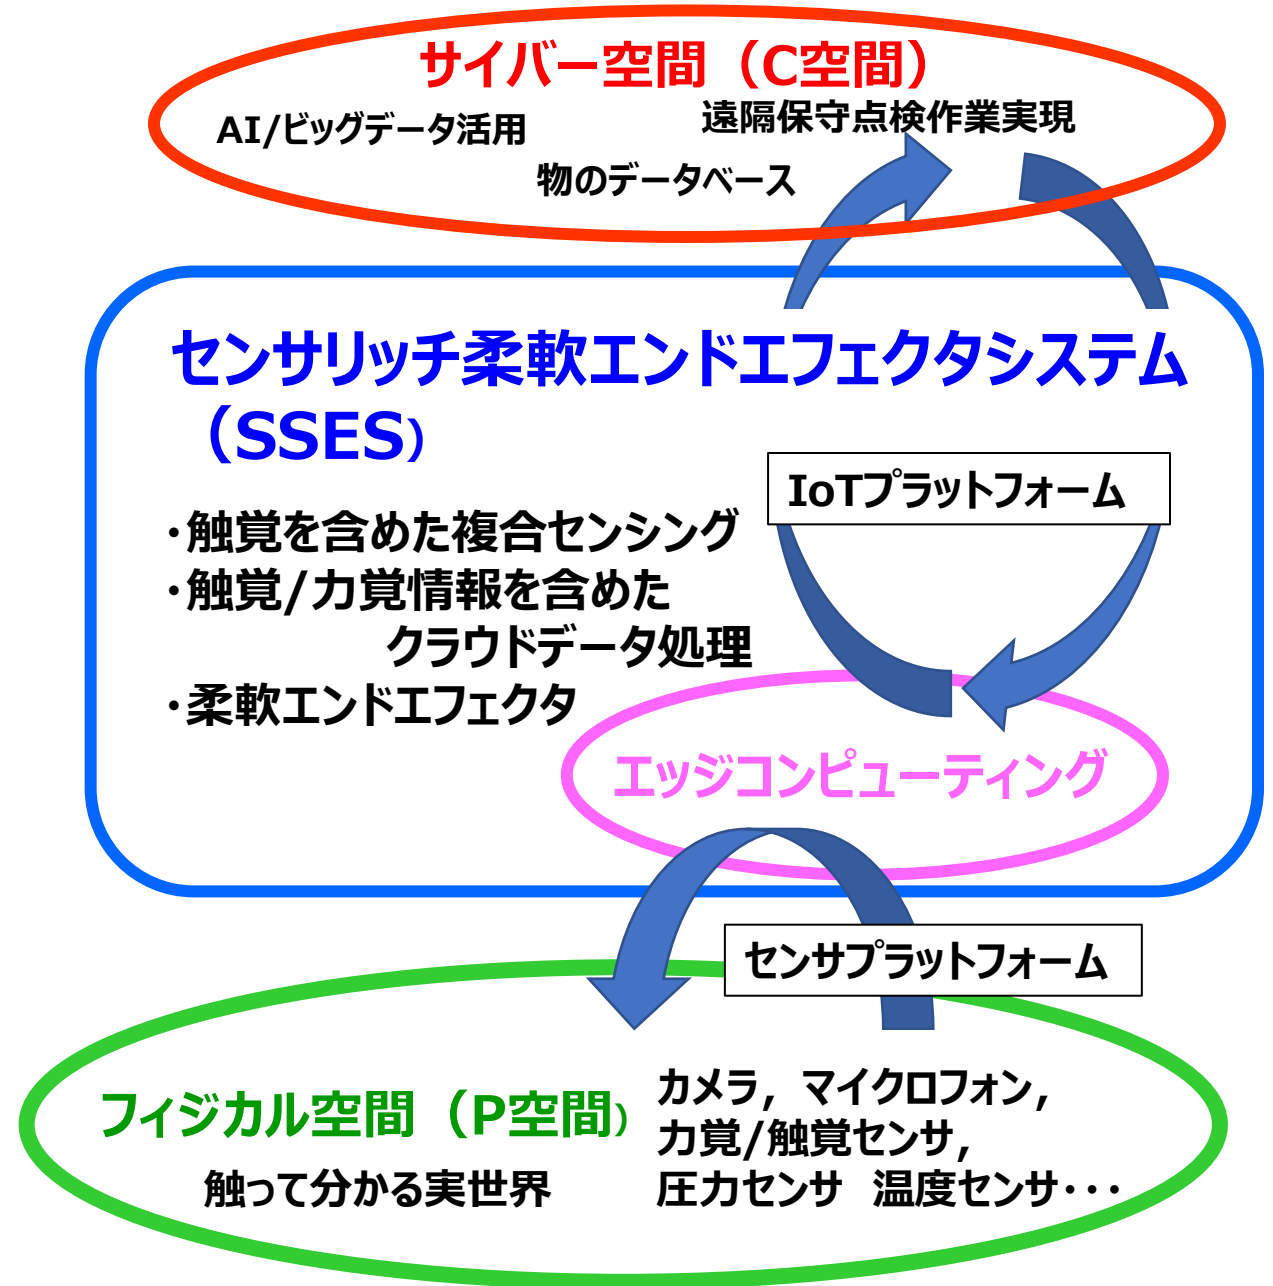 サイバー空間（C空間）
AI/ビッグデータ活用
遠隔保守点検作業実現
物のデータベース
センサリッチ柔軟エンドエフェクタシステム
（SSES）
IoTプラットフォーム
・触覚を含めた複合センシング
・触覚/力覚情報を含めた
クラウドデータ処理
・柔軟エンドエフェクタ
エッジコンピューティング
センサプラットフォーム
フィジカル空間（P空間）
触って分かる実世界
カメラ, マイクロフォン,
力覚/触覚センサ,
圧力センサ　温度センサ・・・